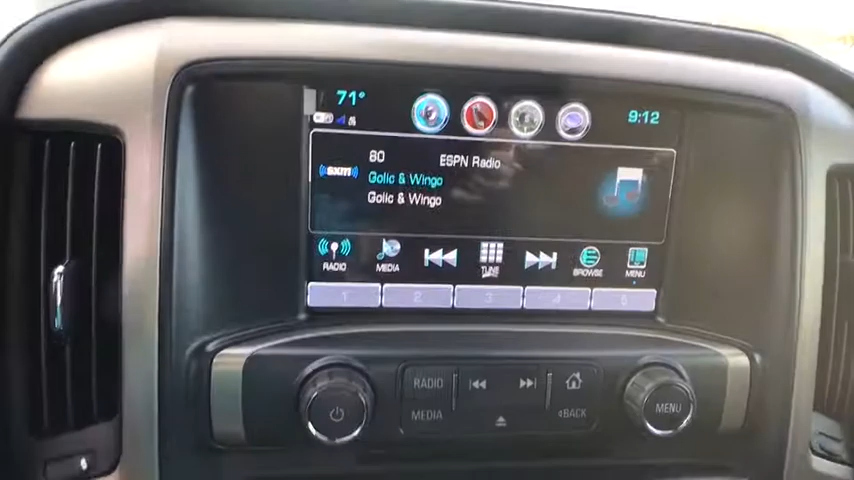 71°
9:12
80 ESPN Radio
((SXM))
Golic & Wingo
Golic & Wingo
RADIO MEDIA TUNE BROWSE MENU
1 2 3 4 5
RADIO
MEDIA
BACK
MENU